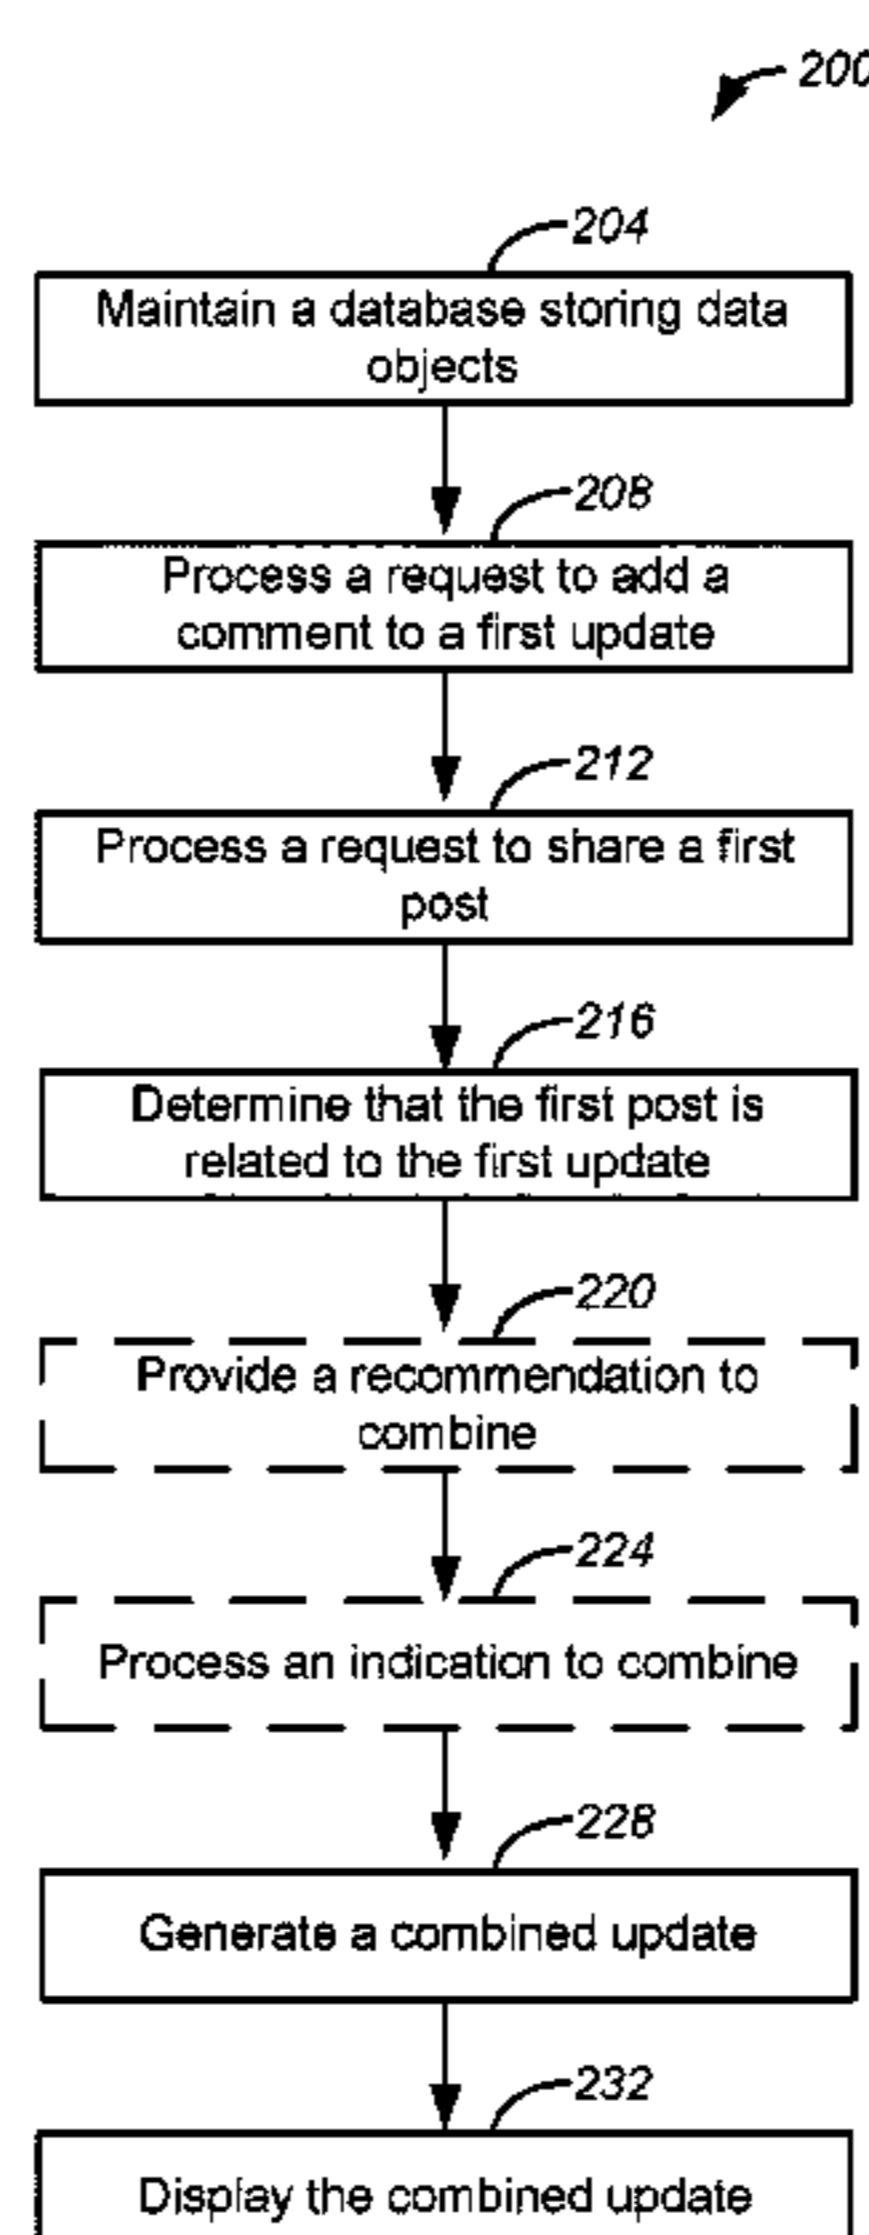 200
204
Maintain a database storing data
objects
208
Process a request to add a
comment to a first update
212
Process a request to share a first
post
216
Determine that the first post is
related to the first update
220
Provide a recommendation to
combine
224
Process an indication to combine
228
Generate a combined update
232
Display the combined update